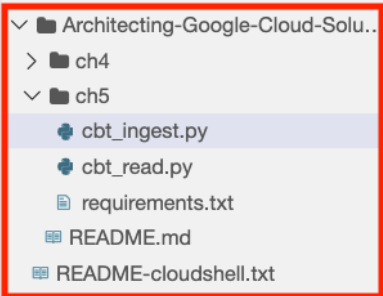 Architecting-Google-Cloud-Solu..
ch4
ch5
cbt_ingest.py
cbt_read.py
requirements.txt
README.md
README-cloudshell.txt